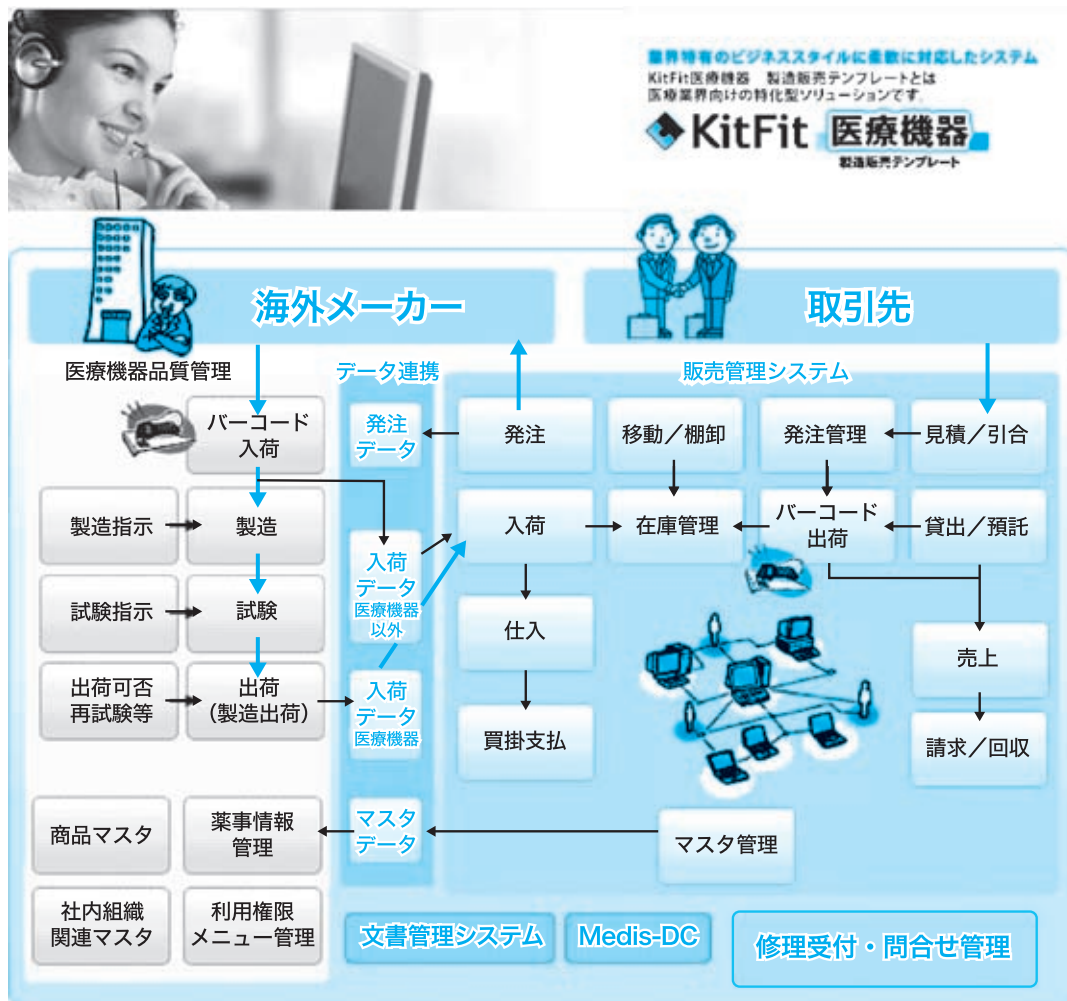 業界特有のビジネススタイルに柔軟に対応したシステム
KitFit医療機器　製造販売テンプレートとは
医療業界向けの特化型ソリューションです。
KitFit 医療機器
製造販売テンプレート
海外メーカー
取引先
医療機器品質管理
データ連携
販売管理システム
バーコード
入荷
発注
データ
発注
移動／棚卸
発注管理
見積／引合
製造指示
製造
入荷
データ
医療機器
以外
入荷
在庫管理
バーコード
出荷
貸出／預託
試験指示
試験
仕入
売上
出荷可否
再試験等
出荷
（製造出荷）
入荷
データ
医療機器
買掛支払
請求／回収
商品マスタ
薬事情報
管理
マスタ
データ
マスタ管理
社内組織
関連マスタ
利用権限
メニュー管理
文書管理システム
Medis-DC
修理受付・問合せ管理